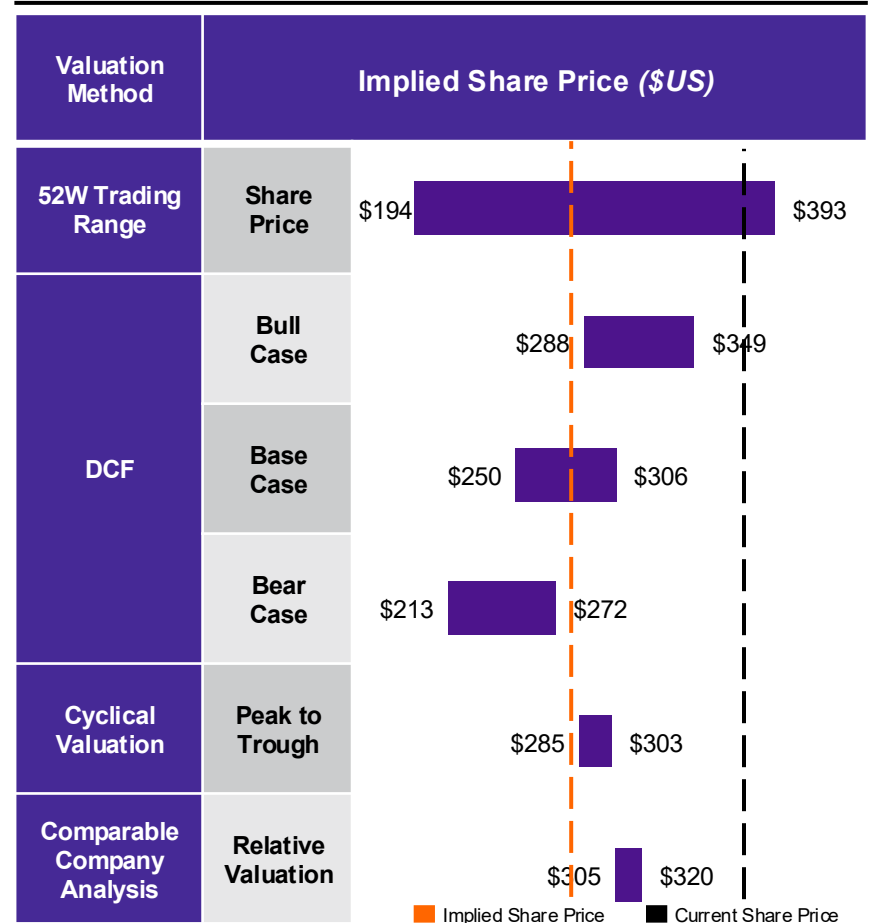 Valuation
Method
Implied Share Price ($US)
52W Trading
Range
Share
Price
$194
$393
DCF
Bull
Case
$288
$349
Base
Case
$250
$306
Bear
Case
$213
$272
Cyclical
Valuation
Peak to
Trough
$285
$303
Comparable
Company
Analysis
Relative
Valuation
$305
$320
Implied Share Price
Current Share Price